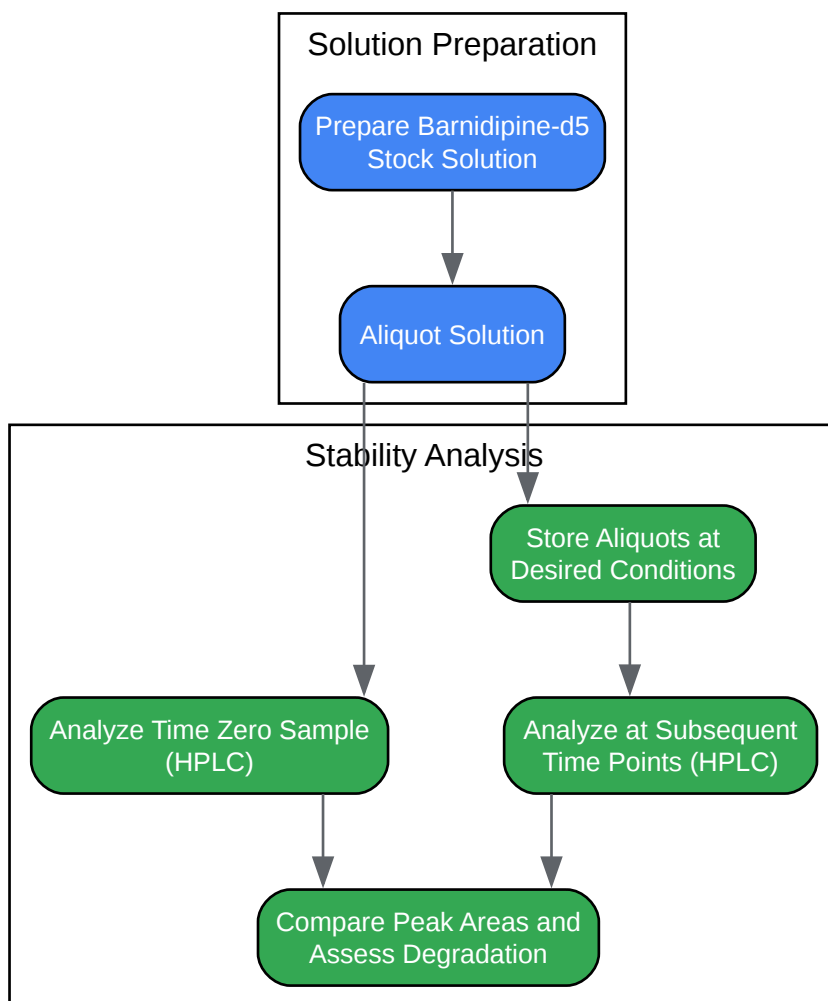 Solution Preparation
Prepare Barnidipine-d5
Stock Solution
Aliquot Solution
Stability Analysis
Store Aliquots at
Desired Conditions
Analyze Time Zero Sample
(HPLC)
Analyze at Subsequent
Time Points (HPLC)
Compare Peak Areas and
Assess Degradation